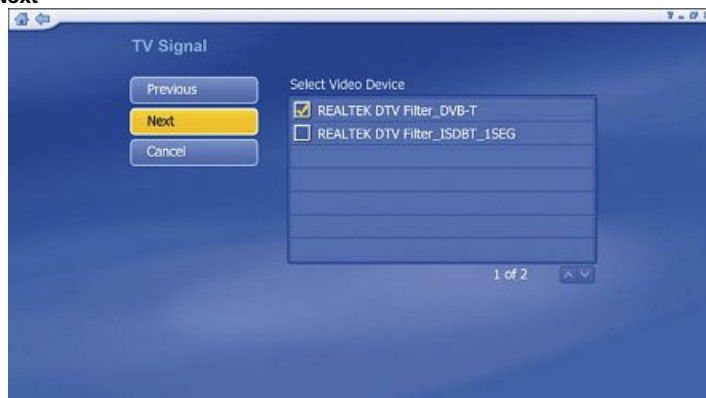 Next
TV Signal
Previous
Next
Cancel
Select Video Device
REALTEK DTV Filter_DVB-T
REALTEK DTV Filter_ISDBT_1SEG
1 of 2